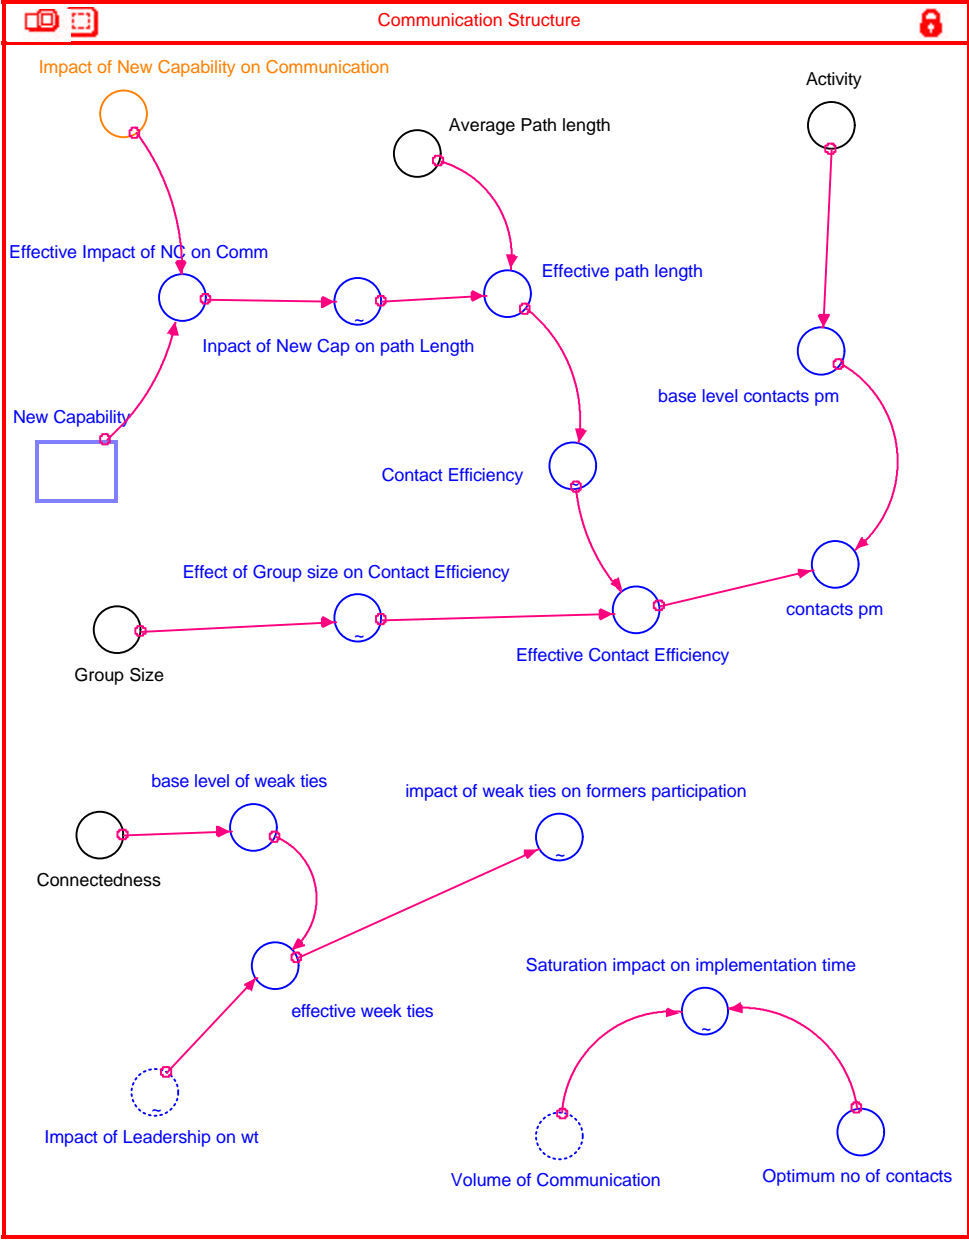 Communication Structure
Impact of New Capability on Communication
Activity
Average Path length
Effective Impact of NC on Comm
Effective path length
Inpact of New Cap on path Length
base level contacts pm
New Capability
Contact Efficiency
Effect of Group size on Contact Efficiency
contacts pm
Effective Contact Efficiency
Group Size
base level of weak ties
impact of weak ties on formers participation
Connectedness
Saturation impact on implementation time
effective week ties
Impact of Leadership on wt
Volume of Communication
Optimum no of contacts